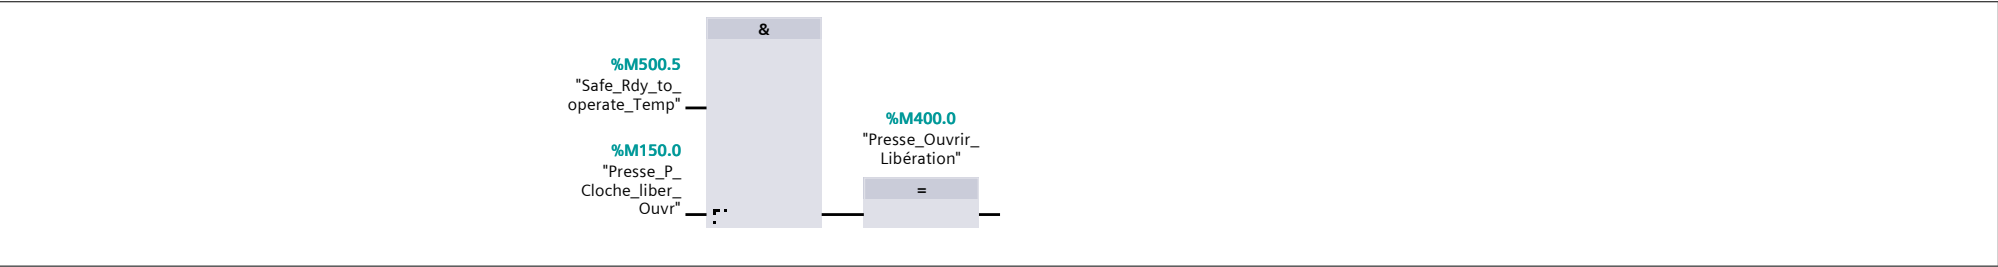 &
%M500.5
"Safe_Rdy_to_
operate_Temp"
%M150.0
"Presse_P_
Cloche_liber_
Ouvr"
%M400.0
"Presse_Ouvrir_
Libération"
=